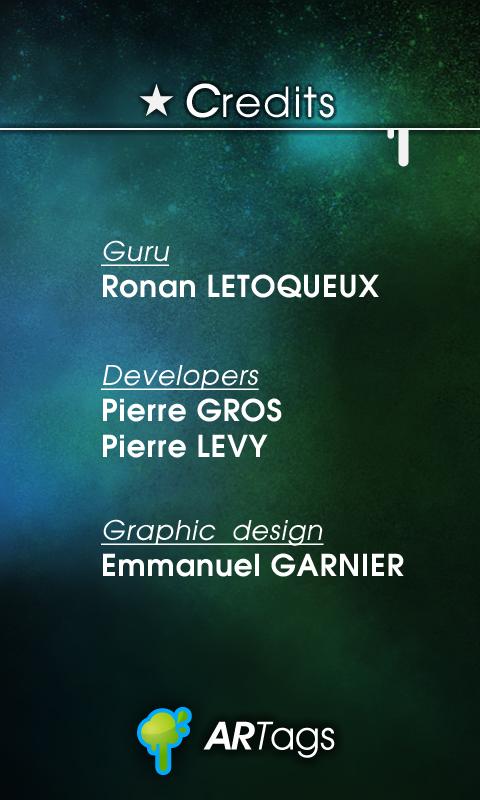 ★ Credits
Guru
Ronan LETOQUEUX
Developers
Pierre GROS
Pierre LEVY
Graphic design
Emmanuel GARNIER
ARTags